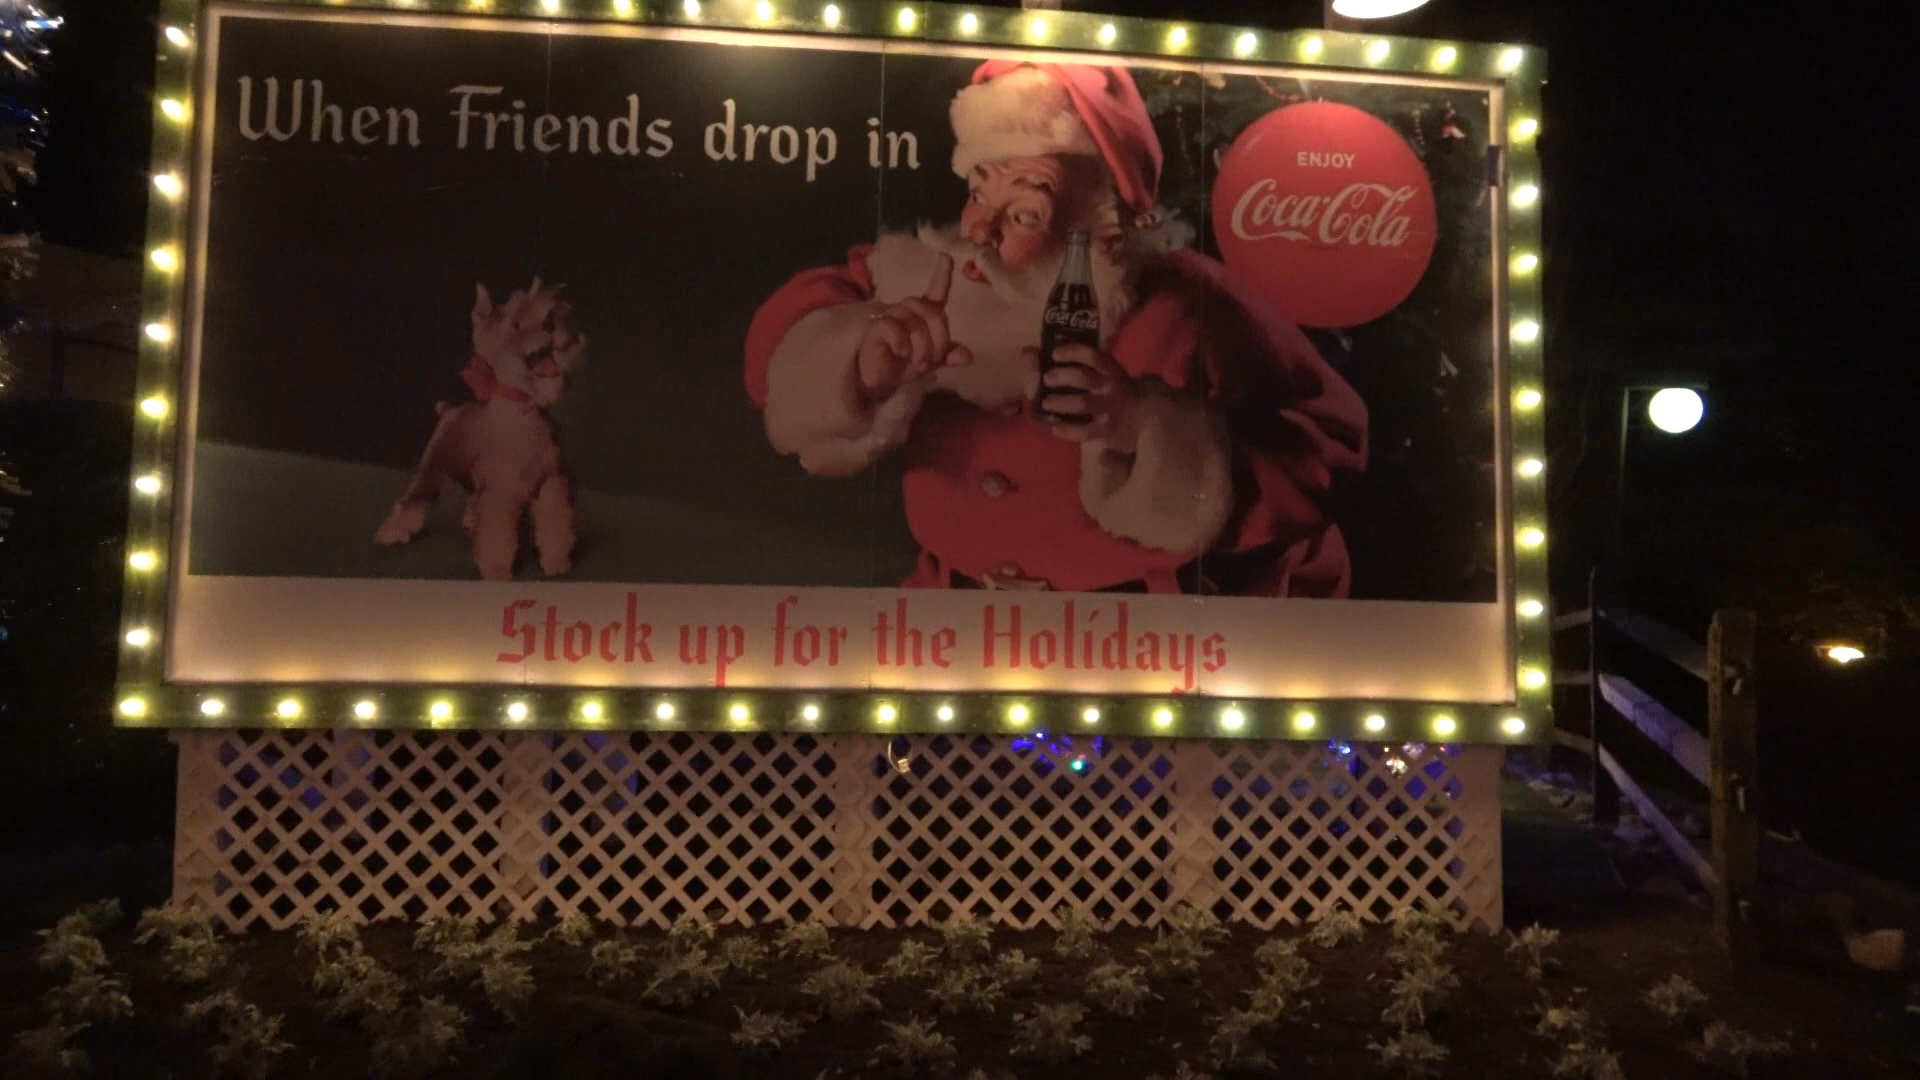 When Friends drop in
ENJOY
Coca-Cola
Coca-Cola
Stock up for the Holidays